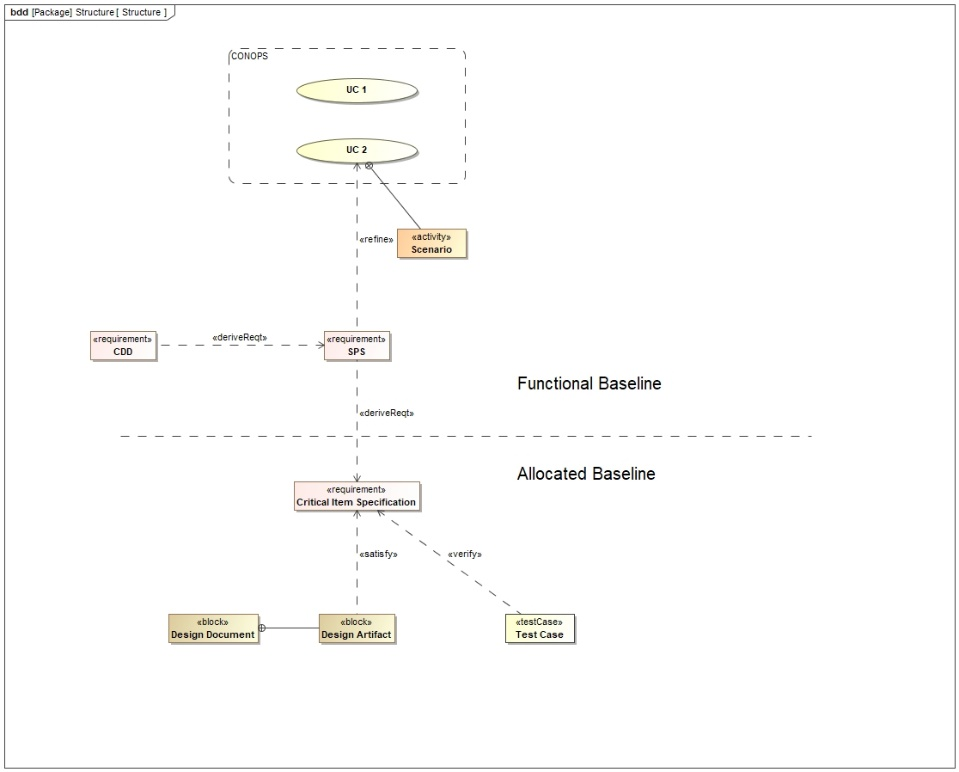 bdd [Package] Structure [ Structure ]
CONOPS
UC 1
UC 2
«refine»
«activity»
Scenario
«requirement»
CDD
«deriveReqt»
«requirement»
SPS
Functional Baseline
«deriveReqt»
Allocated Baseline
«requirement»
Critical Item Specification
«satisfy»
«verify»
«block»
Design Document
«block»
Design Artifact
«testCase»
Test Case